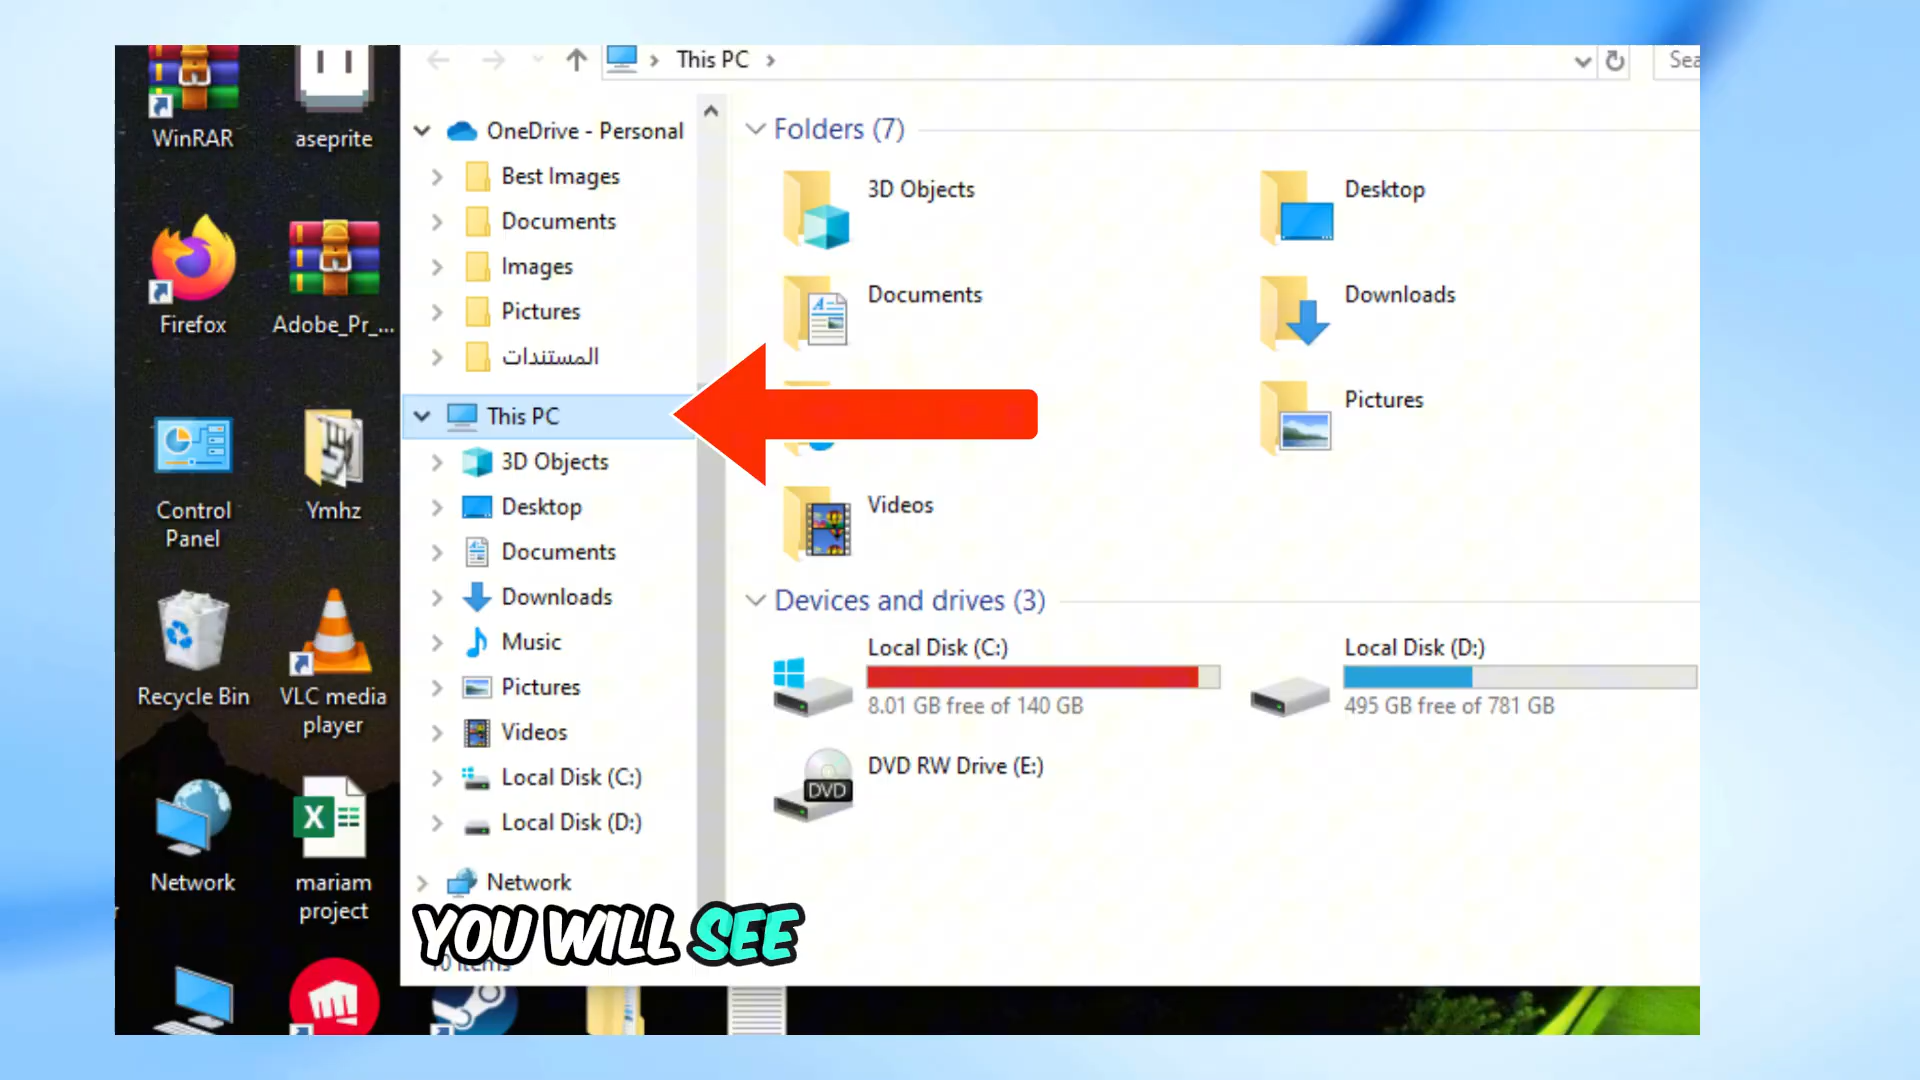 This PC
Sea
WinRAR
aseprite
Firefox
Adobe_Pr_...
Control
Panel
Ymhz
Recycle Bin
VLC media
player
Network
mariam
project
OneDrive - Personal
Best Images
Documents
Images
Pictures
المستندات
This PC
3D Objects
Desktop
Documents
Downloads
Music
Pictures
Videos
Local Disk (C:)
Local Disk (D:)
Network
10 items
Folders (7)
3D Objects
Desktop
Documents
Downloads
Pictures
Videos
Devices and drives (3)
Local Disk (C:)
8.01 GB free of 140 GB
Local Disk (D:)
495 GB free of 781 GB
DVD RW Drive (E:)
DVD
YOU WILL SEE